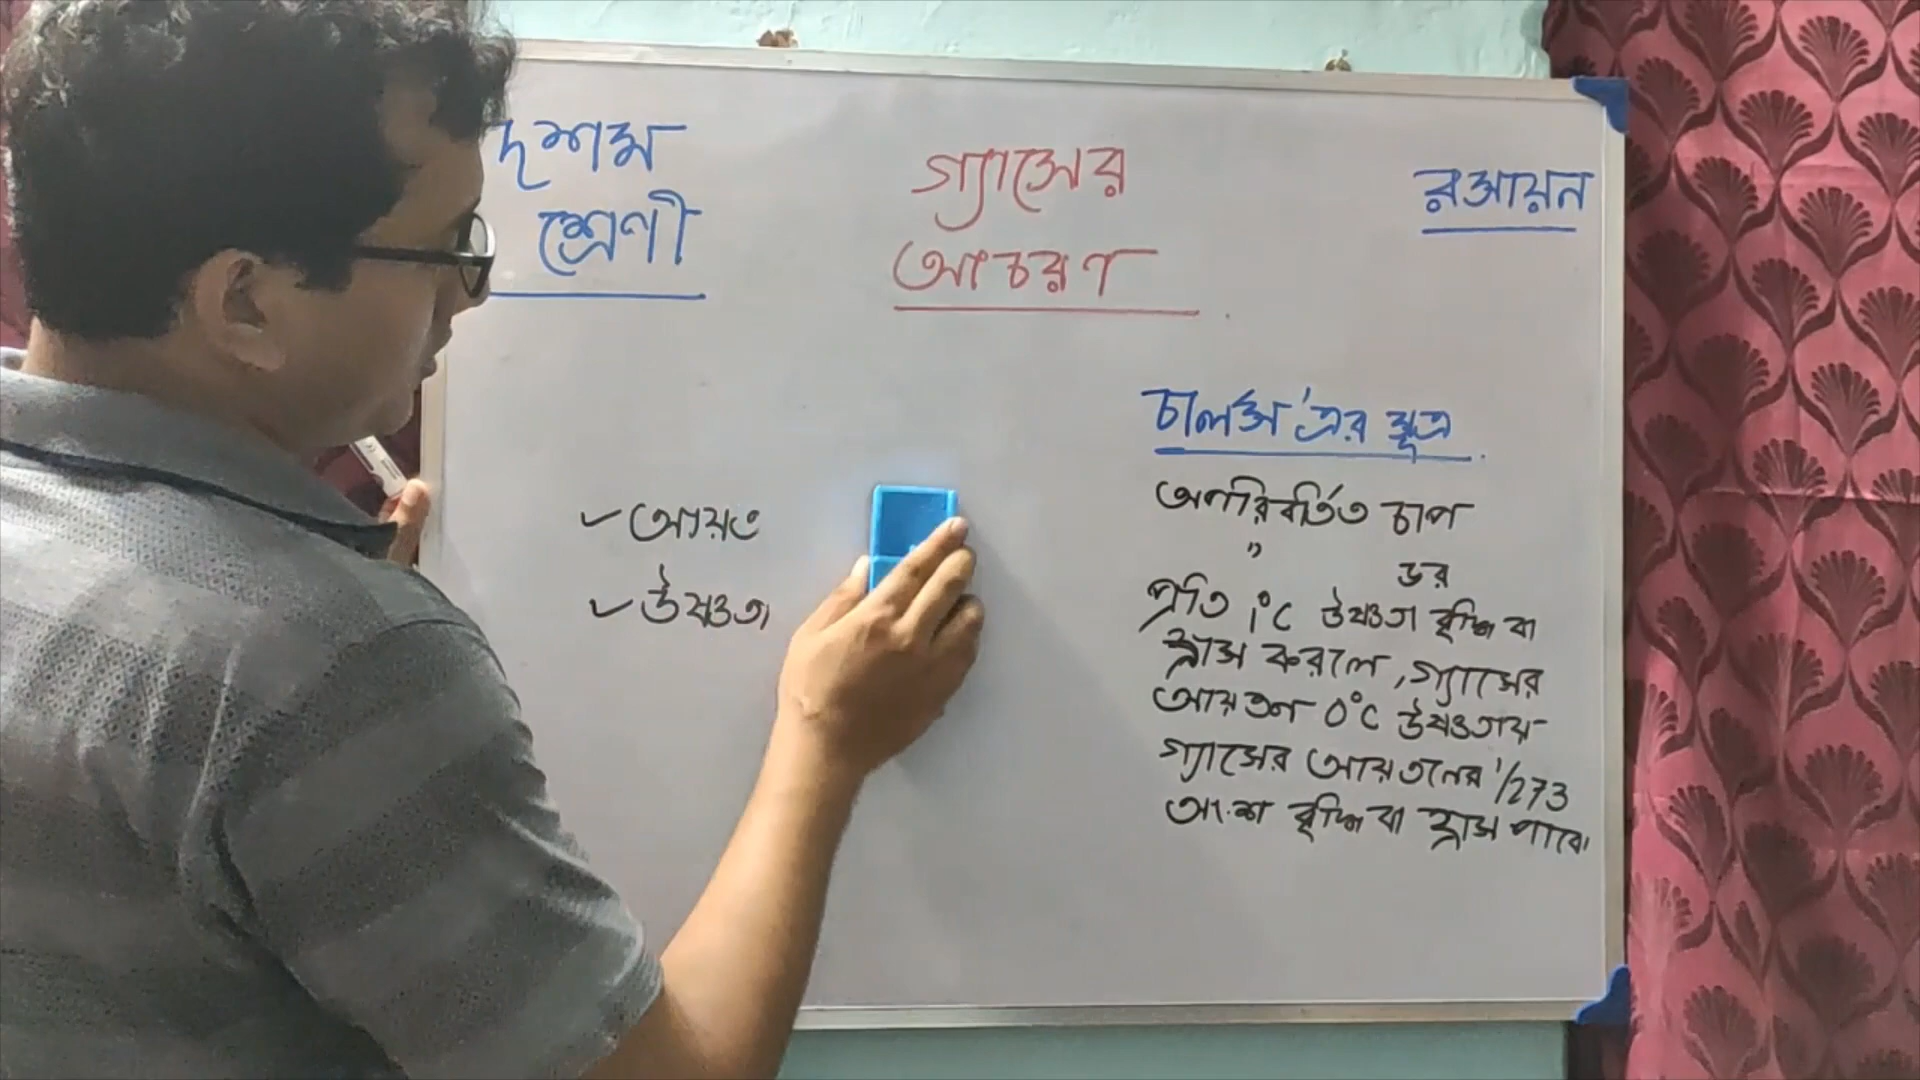 দশম
শ্রেণী
গ্যাসের
আচরণ
রসায়ন
চার্লস'এর সূত্র
অপরিবর্তিত চাপ
" ভর
প্রতি 1°C উষ্ণতা বৃদ্ধি বা
হ্রাস করলে, গ্যাসের
আয়তন 0°C উষ্ণতায়
গ্যাসের আয়তনের 1/273
অংশ বৃদ্ধি বা হ্রাস পাবে।
✓ আয়ত
✓ উষ্ণতা